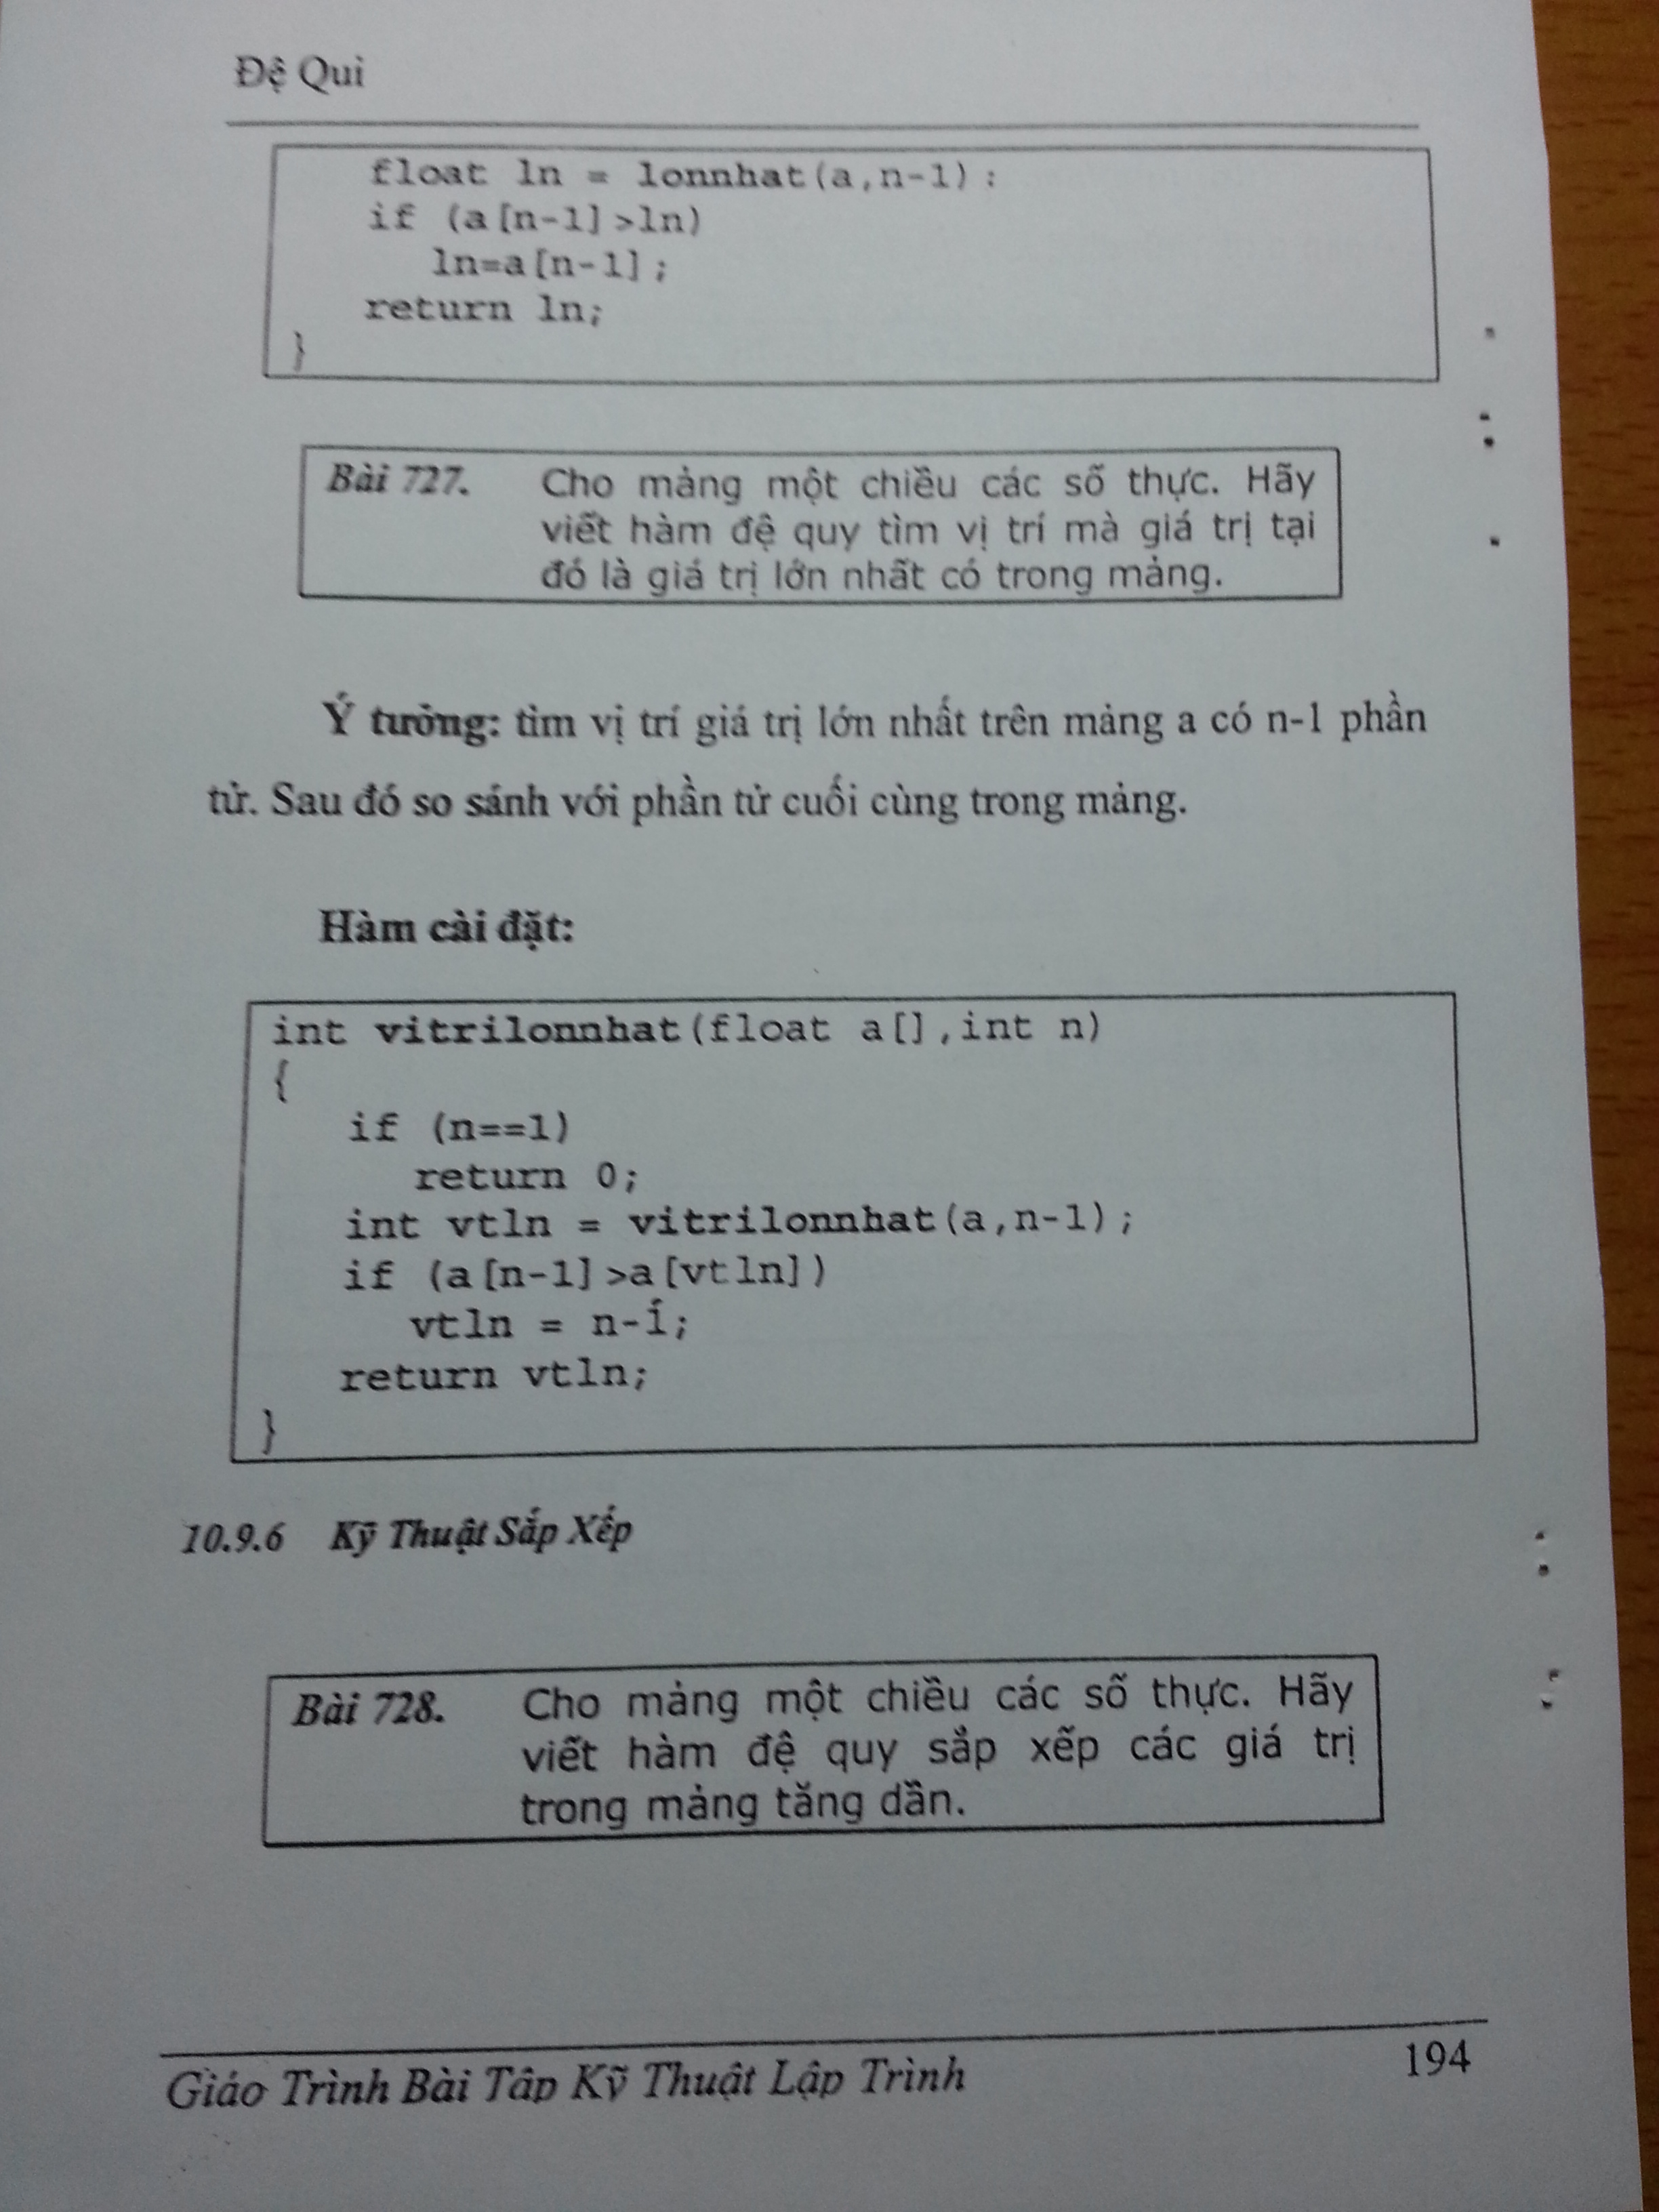 Đệ Qui
float ln = lonnhat(a,n-1);
if (a[n-1]>ln)
ln=a[n-1];
return ln;
}
Bài 727. Cho mảng một chiều các số thực. Hãy
viết hàm đệ quy tìm vị trí mà giá trị tại
đó là giá trị lớn nhất có trong mảng.
Ý tưởng: tìm vị trí giá trị lớn nhất trên mảng a có n-1 phần
tử. Sau đó so sánh với phần tử cuối cùng trong mảng.
Hàm cài đặt:
int vitrilonnhat(float a[],int n)
{
if (n==1)
return 0;
int vtln = vitrilonnhat(a,n-1);
if (a[n-1]>a[vtln])
vtln = n-1;
return vtln;
}
10.9.6 Kỹ Thuật Sắp Xếp
Bài 728. Cho mảng một chiều các số thực. Hãy
viết hàm đệ quy sắp xếp các giá trị
trong mảng tăng dần.
Giáo Trình Bài Tập Kỹ Thuật Lập Trình 194